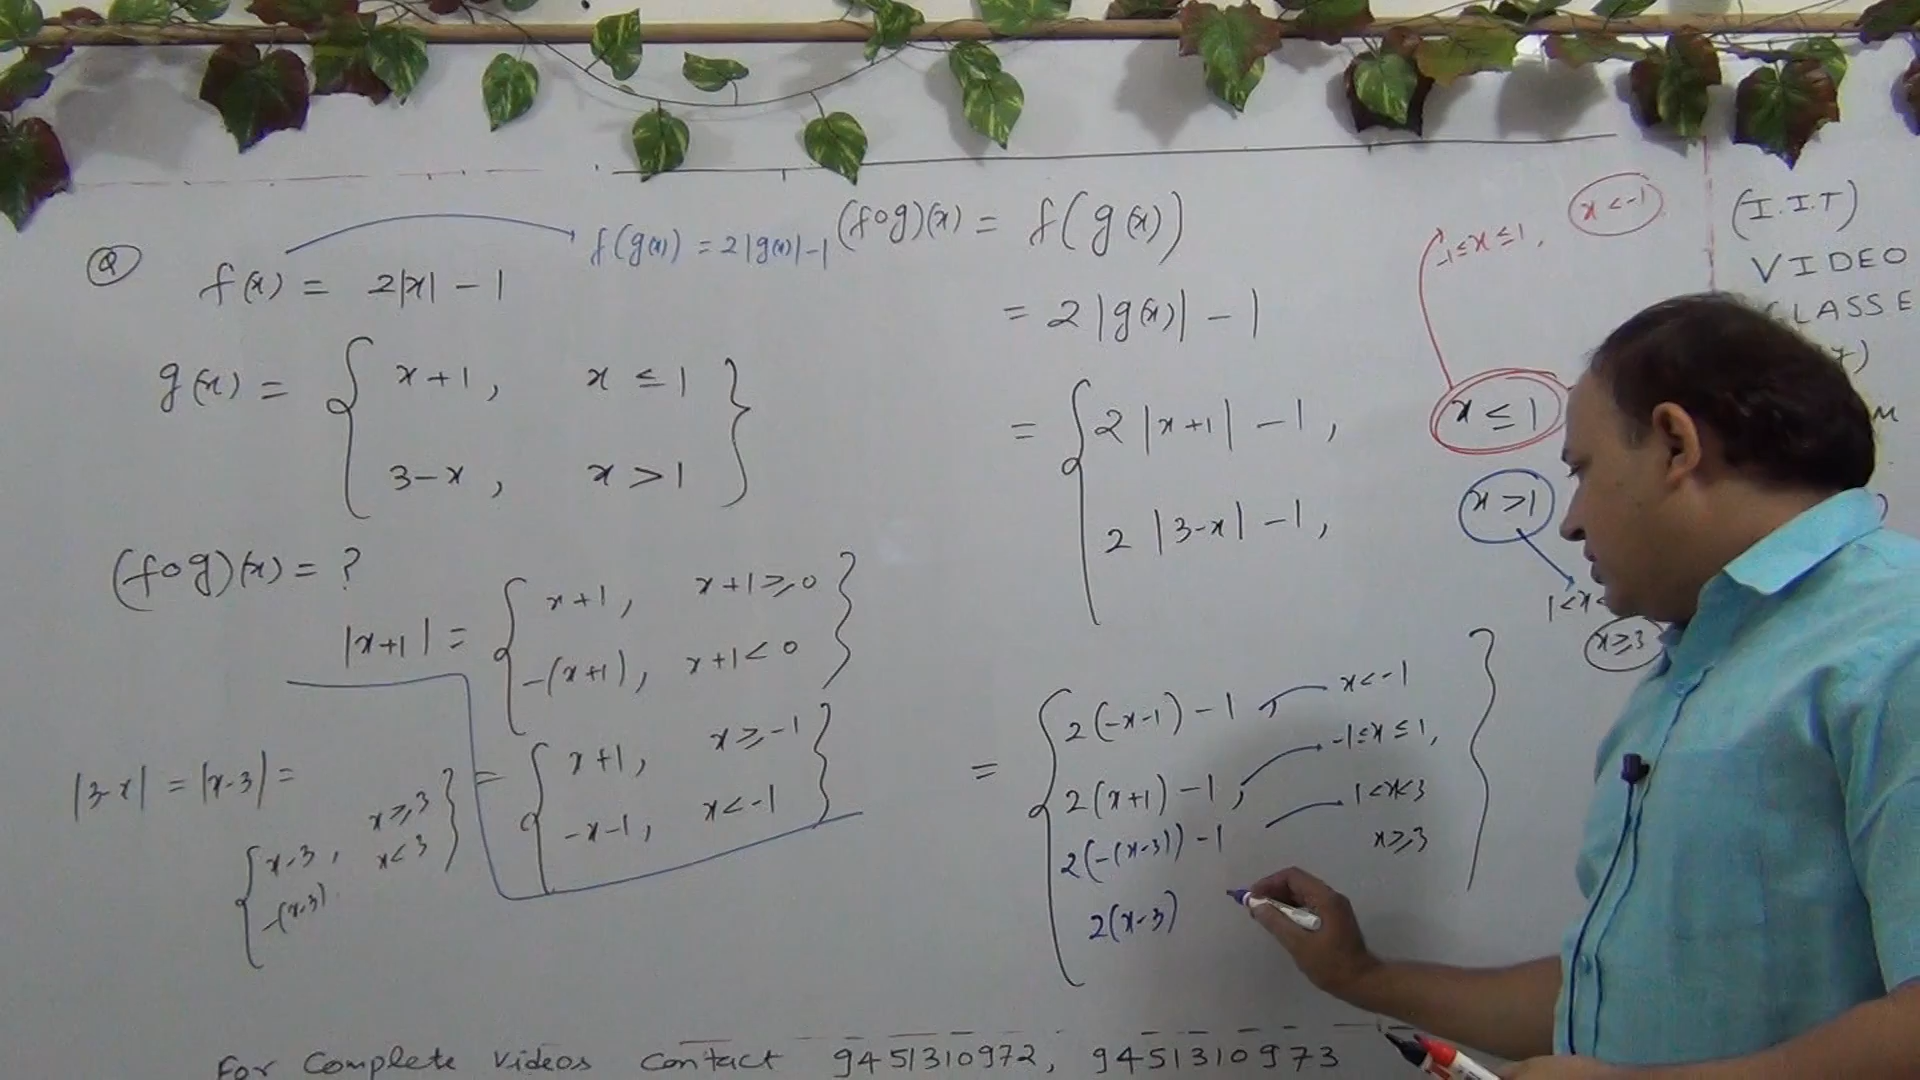 Q
f(x) = 2|x| - 1
f(g(x)) = 2|g(x)| - 1
g(x) = { x+1, x ≤ 1
3-x, x > 1 }
(fog)(x) = ?
|x+1| = { x+1, x+1 ≥ 0
-(x+1), x+1 < 0 }
= { x+1, x ≥ -1
-x-1, x < -1 }
|3-x| = |x-3| =
{ x-3, x ≥ 3
-(x-3) x < 3 }
(fog)(x) = f(g(x))
= 2|g(x)| - 1
= { 2|x+1| - 1, x ≤ 1
2|3-x| - 1, x > 1
-1 ≤ x ≤ 1, x < -1
1 < x <
x ≥ 3
= { 2(-x-1) - 1 x < -1
2(x+1) - 1, -1 ≤ x ≤ 1,
2(-(x-3)) - 1 1 < x < 3
2(x-3) x ≥ 3 }
(I.I.T)
VIDEO
CLASSE
M
For Complete Videos Contact 9451310972, 9451310973